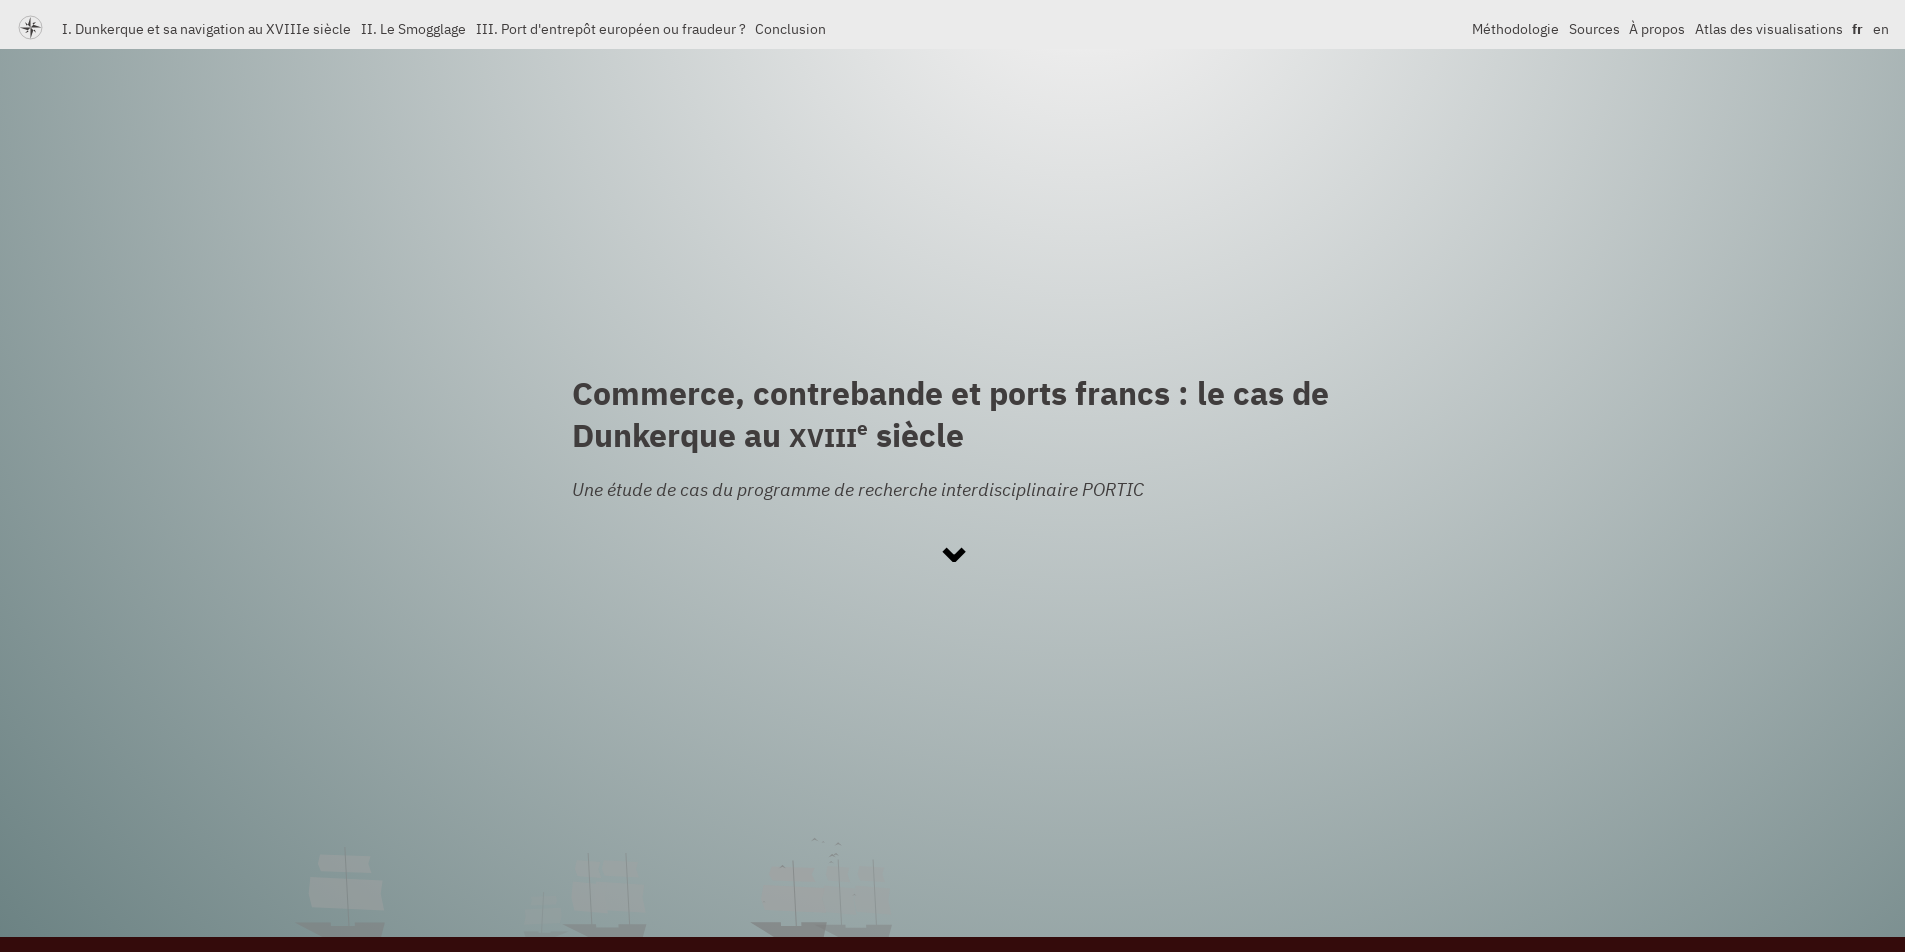 I. Dunkerque et sa navigation au XVIIIe siècle II. Le Smogglage III. Port d'entrepôt européen ou fraudeur ? Conclusion
Méthodologie Sources À propos Atlas des visualisations fr en
Commerce, contrebande et ports francs : le cas de
Dunkerque au XVIIIe siècle
Une étude de cas du programme de recherche interdisciplinaire PORTIC